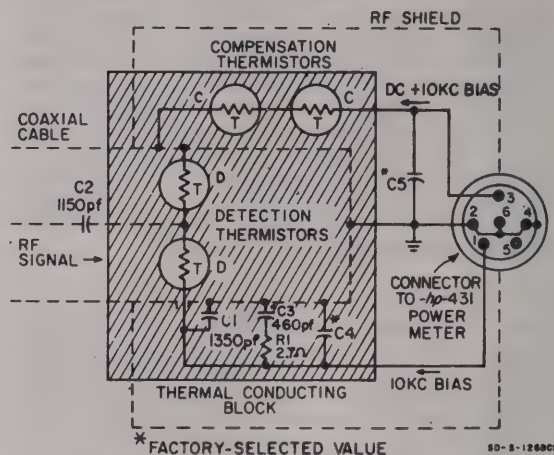 RF SHIELD
COMPENSATION
THERMISTORS
C
C
T
T
DC +10KC BIAS
COAXIAL
CABLE
C2
1150pf
RF
SIGNAL
D
T
D
T
DETECTION
THERMISTORS
*C5
3
2
6
4
1
5
CONNECTOR
TO -hp-431
POWER
METER
C1
1350pf
C3
460pf
R1
2.7Ω
*
C4
10KC BIAS
THERMAL CONDUCTING
BLOCK
*FACTORY-SELECTED VALUE